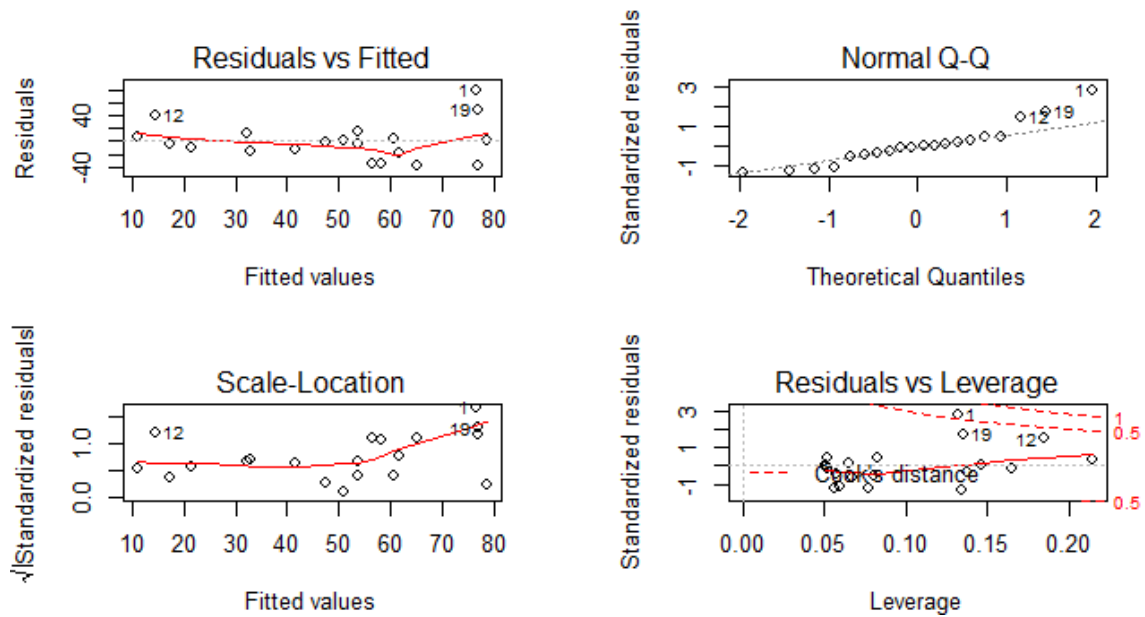 Residuals vs Fitted
Residuals
40
-40
1
12
19
10 20 30 40 50 60 70 80
Fitted values
Normal Q-Q
Standardized residuals
3
1
-1
1
12
19
-2 -1 0 1 2
Theoretical Quantiles
Scale-Location
√|Standardized residuals|
1.0
0.0
1
12
19
10 20 30 40 50 60 70 80
Fitted values
Residuals vs Leverage
Standardized residuals
3
1
-1
1
19
12
Cook's distance
1
0.5
0.5
0.00 0.05 0.10 0.15 0.20
Leverage